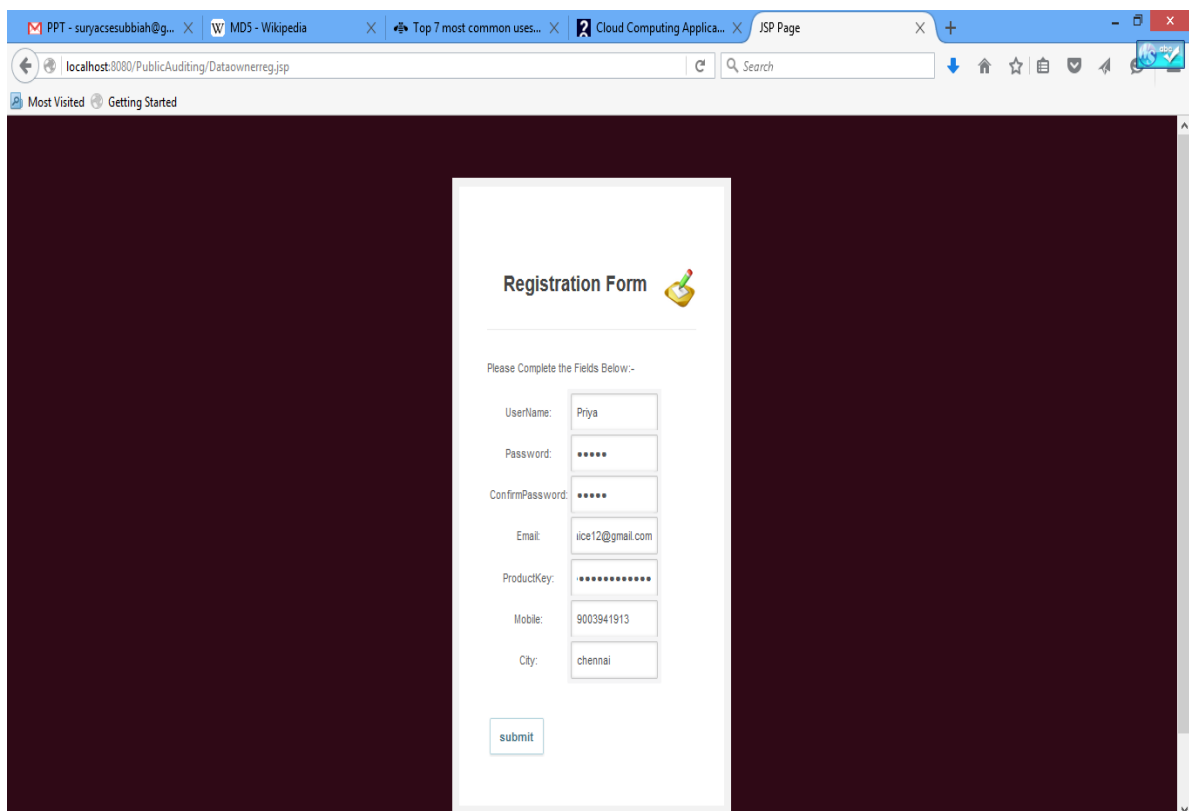 PPT - suryacsesubbiah@g... W MD5 - Wikipedia Top 7 most common uses... ? Cloud Computing Applica... JSP Page
localhost:8080/PublicAuditing/Dataownerreg.jsp Search
abc
Most Visited Getting Started
Registration Form
Please Complete the Fields Below:-
UserName: Priya
Password: •••••
ConfirmPassword: •••••
Email: ice12@gmail.com
ProductKey: ••••••••••••
Mobile: 9003941913
City: chennai
submit